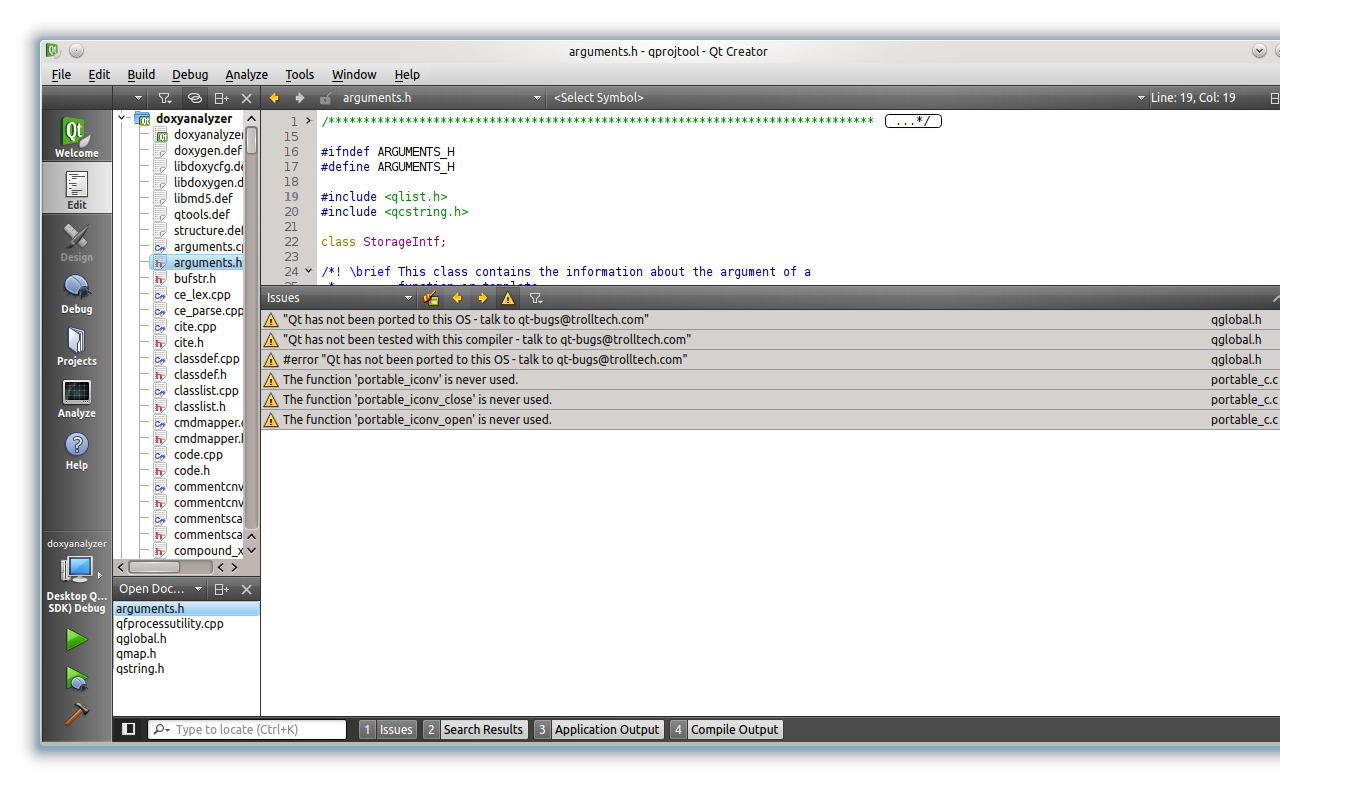 arguments.h - qprojtool - Qt Creator
File Edit Build Debug Analyze Tools Window Help
arguments.h <Select Symbol> Line: 19, Col: 19
Welcome
Edit
Design
Debug
Projects
Analyze
Help
doxyanalyzer
Desktop Q...
SDK) Debug
doxyanalyzer
doxyanalyzer
doxygen.def
libdoxycfg.de
libdoxygen.d
libmd5.def
qtools.def
structure.def
arguments.cp
arguments.h
bufstr.h
ce_lex.cpp
ce_parse.cpp
cite.cpp
cite.h
classdef.cpp
classdef.h
classlist.cpp
classlist.h
cmdmapper.c
cmdmapper.h
code.cpp
code.h
commentcnv
commentcnv
commentsca
commentsca
compound_x
Open Doc...
arguments.h
qfprocessutility.cpp
qglobal.h
qmap.h
qstring.h
1 /****************************************************************************** ...*/
15
16 #ifndef ARGUMENTS_H
17 #define ARGUMENTS_H
18
19 #include <qlist.h>
20 #include <qcstring.h>
21
22 class StorageIntf;
23
24 /*! \brief This class contains the information about the argument of a
25 * function or template
Issues
"Qt has not been ported to this OS - talk to qt-bugs@trolltech.com" qglobal.h
"Qt has not been tested with this compiler - talk to qt-bugs@trolltech.com" qglobal.h
#error "Qt has not been ported to this OS - talk to qt-bugs@trolltech.com" qglobal.h
The function 'portable_iconv' is never used. portable_c.c
The function 'portable_iconv_close' is never used. portable_c.c
The function 'portable_iconv_open' is never used. portable_c.c
Type to locate (Ctrl+K) 1 Issues 2 Search Results 3 Application Output 4 Compile Output